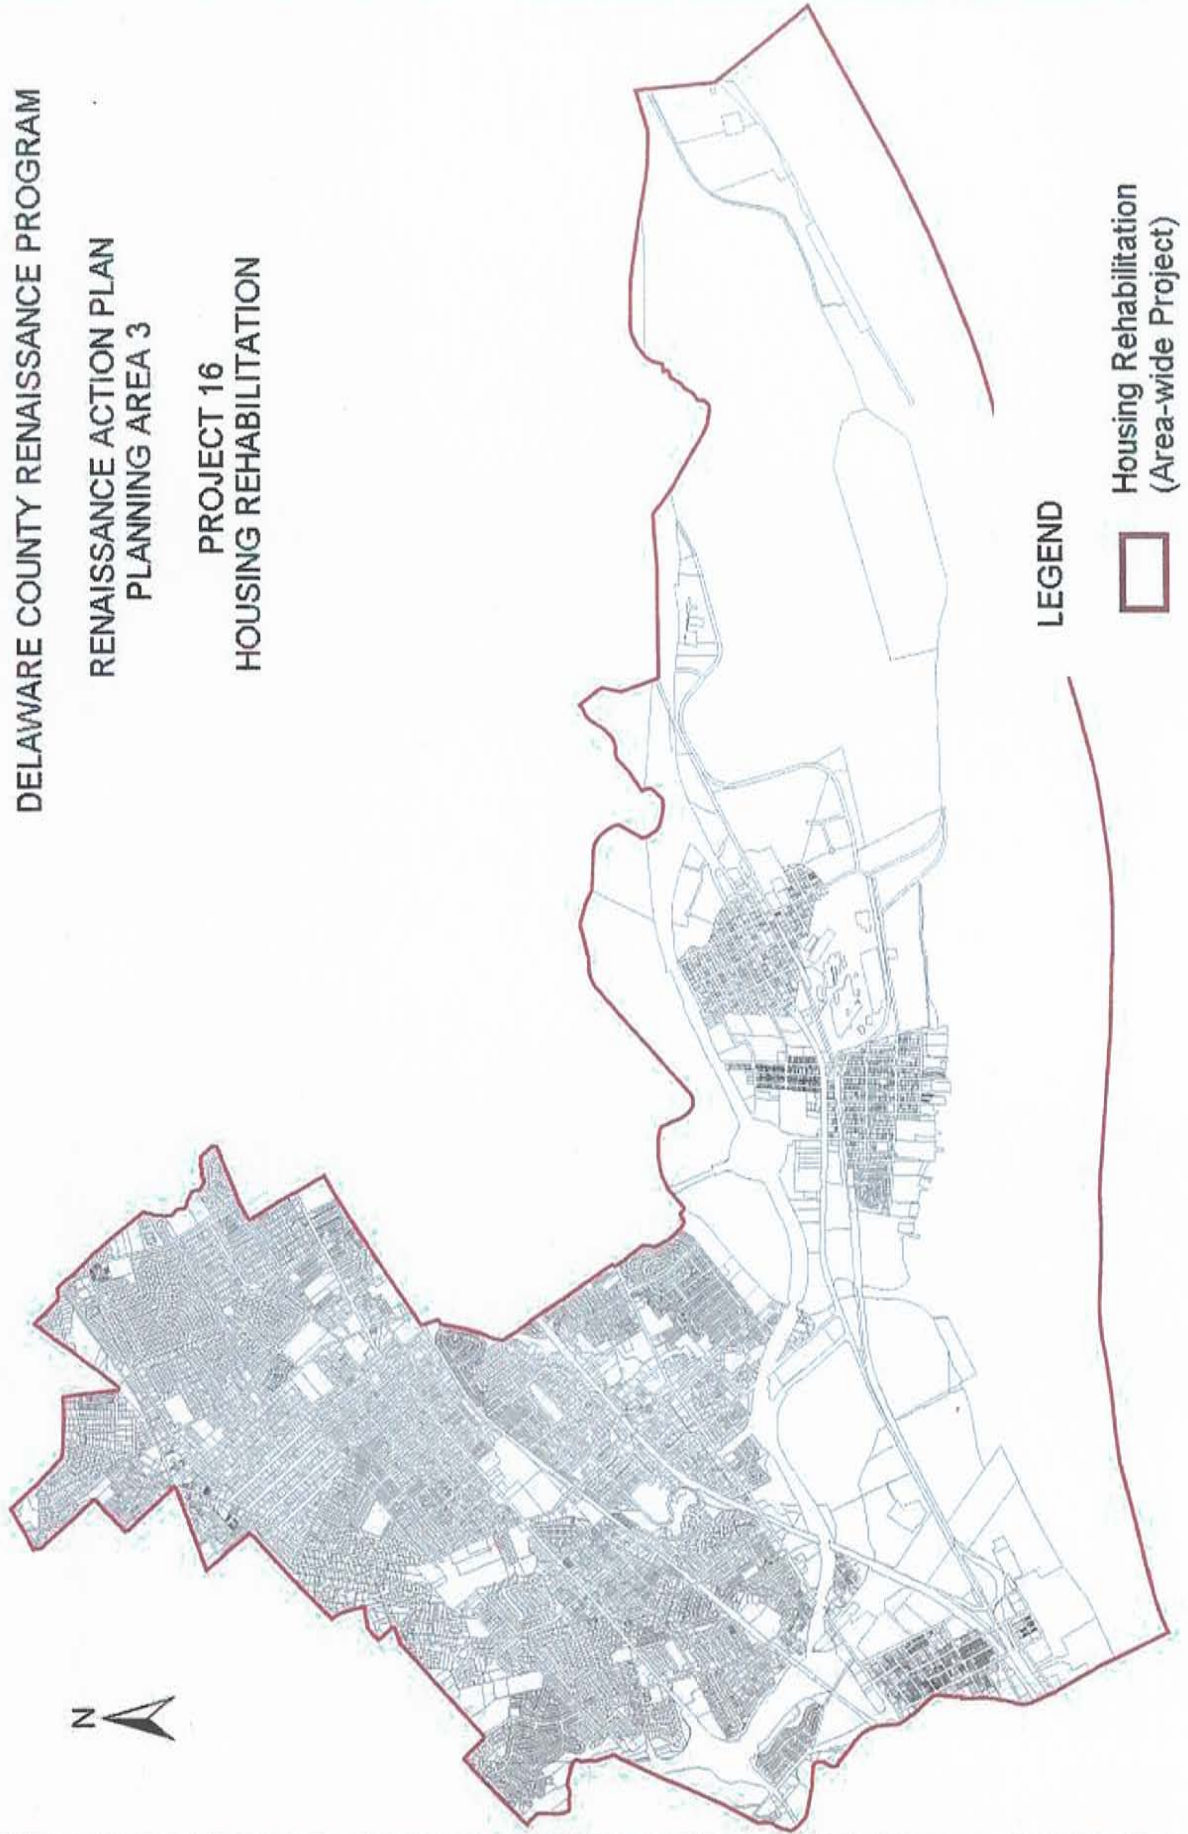 DELAWARE COUNTY RENAISSANCE PROGRAM
RENAISSANCE ACTION PLAN
PLANNING AREA 3
PROJECT 16
HOUSING REHABILITATION
N
LEGEND
Housing Rehabilitation
(Area-wide Project)